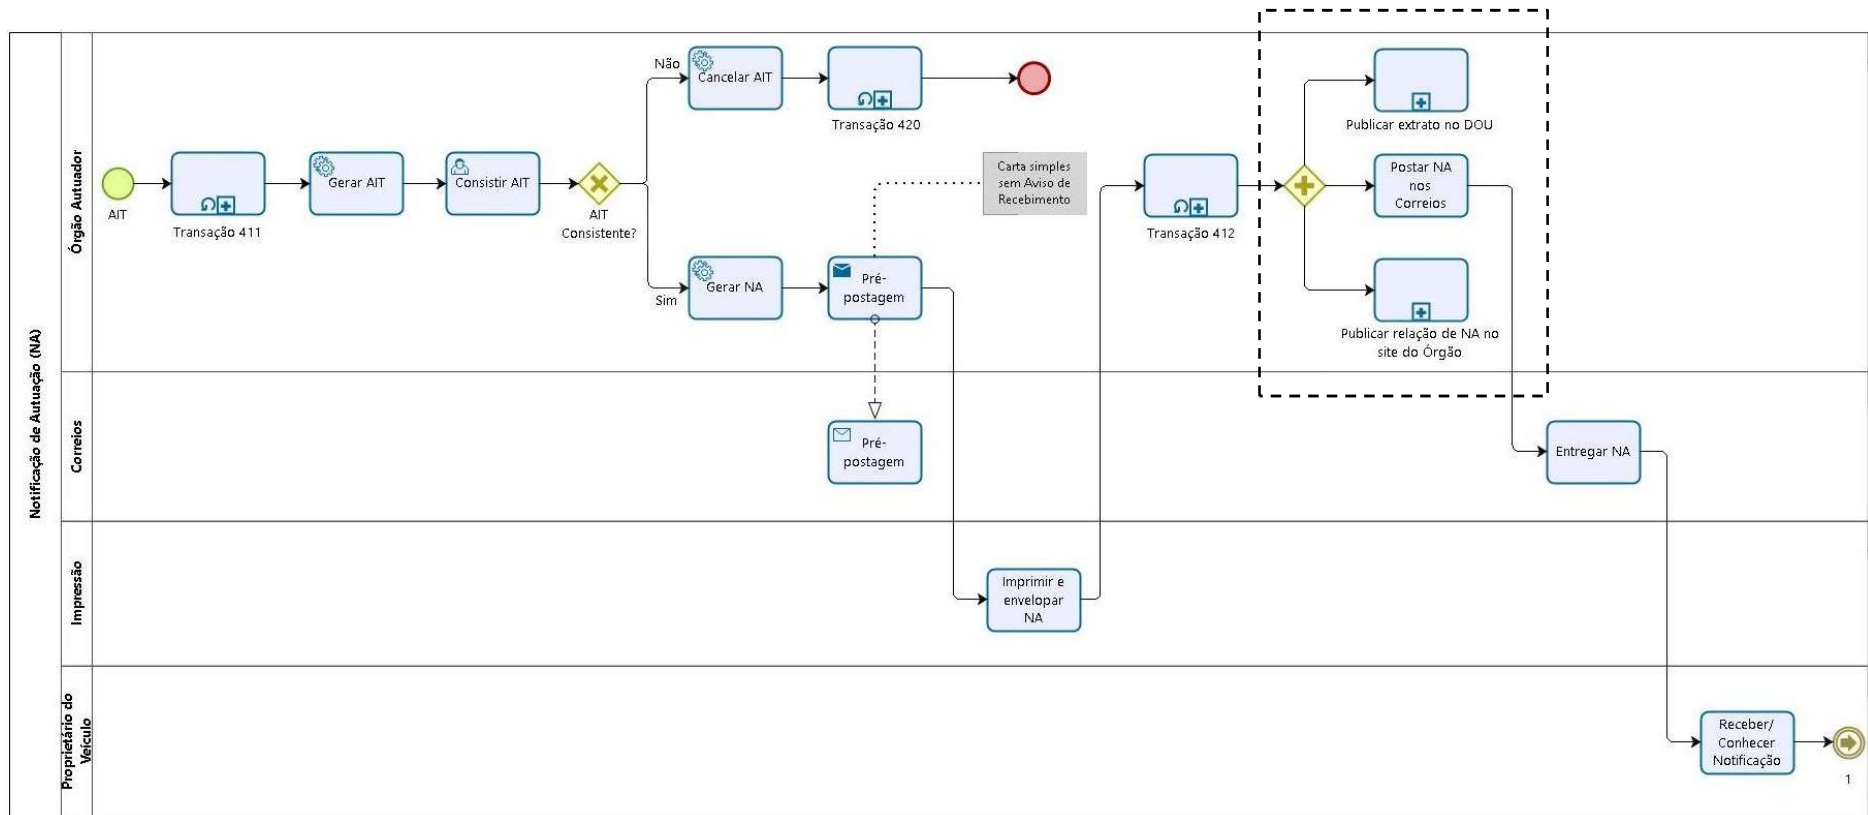 Notificação de Autuação (NA)
Órgão Autuador
AIT
Transação 411
Gerar AIT
Consistir AIT
AIT
Consistente?
Não
Cancelar AIT
Transação 420
Sim
Gerar NA
Pré-
postagem
Carta simples
sem Aviso de
Recebimento
Transação 412
Publicar extrato no DOU
Postar NA
nos
Correios
Publicar relação de NA no
site do Órgão
Correios
Pré-
postagem
Entregar NA
Impressão
Imprimir e
envelopar
NA
Proprietário do
Veículo
Receber/
Conhecer
Notificação
1